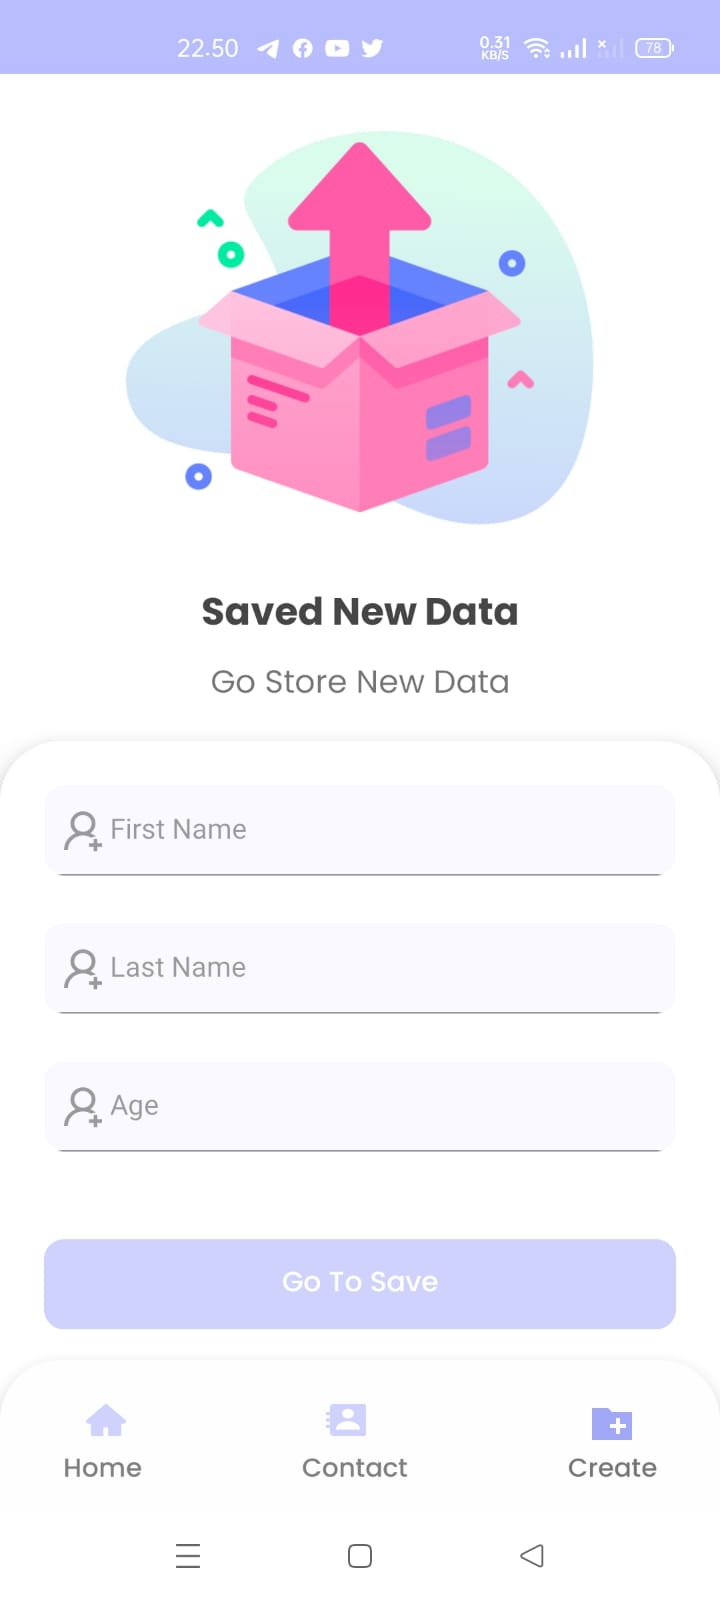 22.50
0.31
KB/S
78
Saved New Data
Go Store New Data
First Name
Last Name
Age
Go To Save
Home
Contact
Create